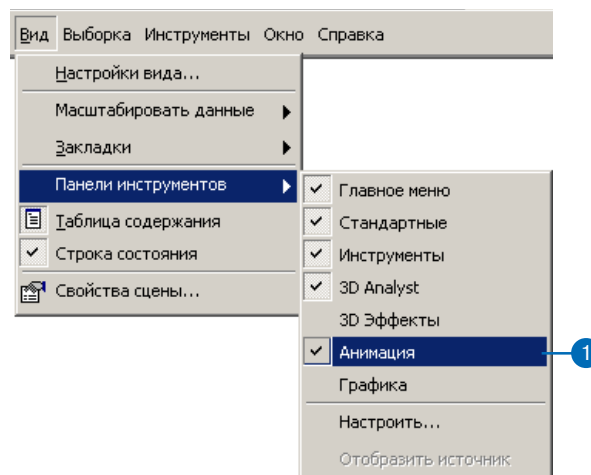 Вид Выборка Инструменты Окно Справка
Настройки вида...
Масштабировать данные
Закладки
Панели инструментов
Таблица содержания
Строка состояния
Свойства сцены...
Главное меню
Стандартные
Инструменты
3D Analyst
3D Эффекты
Анимация
1
Графика
Настроить...
Отобразить источник